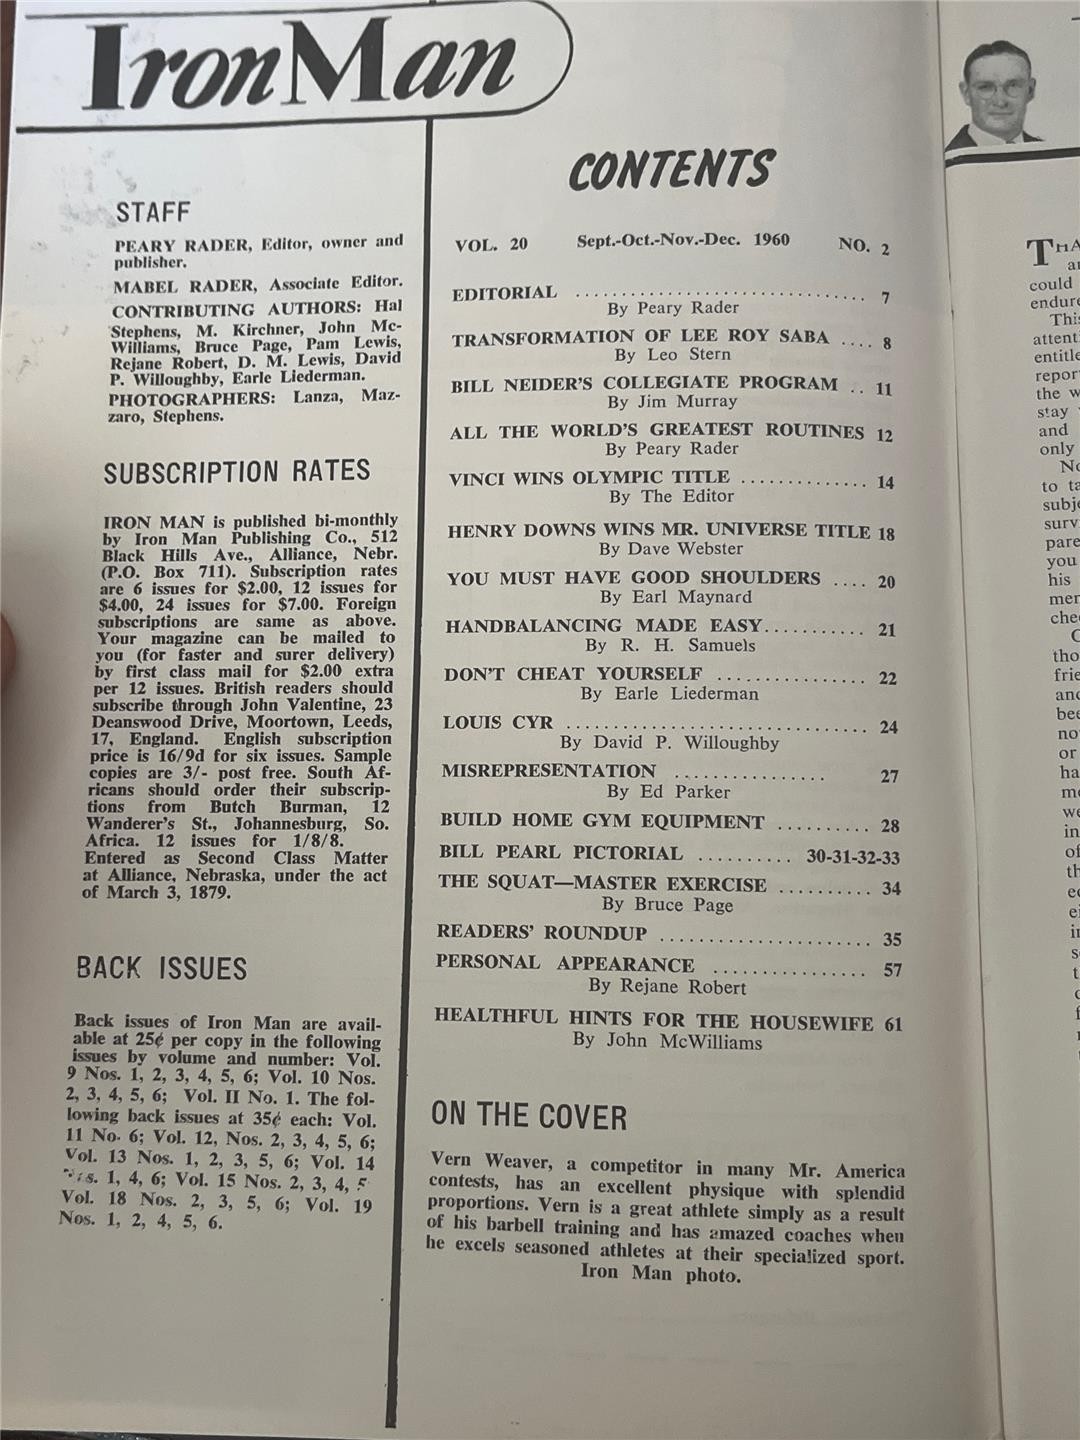 IronMan
STAFF
PEARY RADER, Editor, owner and
publisher.
MABEL RADER, Associate Editor.
CONTRIBUTING AUTHORS: Hal
Stephens, M. Kirchner, John Mc-
Williams, Bruce Page, Pam Lewis,
Rejane Robert, D. M. Lewis, David
P. Willoughby, Earle Liederman.
PHOTOGRAPHERS: Lanza, Maz-
zaro, Stephens.
SUBSCRIPTION RATES
IRON MAN is published bi-monthly
by Iron Man Publishing Co., 512
Black Hills Ave., Alliance, Nebr.
(P.O. Box 711). Subscription rates
are 6 issues for $2.00, 12 issues for
$4.00, 24 issues for $7.00. Foreign
subscriptions are same as above.
Your magazine can be mailed to
you (for faster and surer delivery)
by first class mail for $2.00 extra
per 12 issues. British readers should
subscribe through John Valentine, 23
Deanswood Drive, Moortown, Leeds,
17, England. English subscription
price is 16/9d for six issues. Sample
copies are 3/- post free. South Af-
ricans should order their subscrip-
tions from Butch Burman, 12
Wanderer's St., Johannesburg, So.
Africa. 12 issues for 1/8/8.
Entered as Second Class Matter
at Alliance, Nebraska, under the act
of March 3, 1879.
BACK ISSUES
Back issues of Iron Man are avail-
able at 25¢ per copy in the following
issues by volume and number: Vol.
9 Nos. 1, 2, 3, 4, 5, 6; Vol. 10 Nos.
2, 3, 4, 5, 6; Vol. II No. 1. The fol-
lowing back issues at 35¢ each: Vol.
11 No. 6; Vol. 12, Nos. 2, 3, 4, 5, 6;
Vol. 13 Nos. 1, 2, 3, 5, 6; Vol. 14
1, 4, 6; Vol. 15 Nos. 2, 3, 4, 5
Vol. 18 Nos. 2, 3, 5, 6; Vol. 19
Nos. 1, 2, 4, 5, 6.
CONTENTS
VOL. 20 Sept.-Oct.-Nov.-Dec. 1960 NO. 2
EDITORIAL .............................. 7
By Peary Rader
TRANSFORMATION OF LEE ROY SABA .... 8
By Leo Stern
BILL NEIDER'S COLLEGIATE PROGRAM .. 11
By Jim Murray
ALL THE WORLD'S GREATEST ROUTINES 12
By Peary Rader
VINCI WINS OLYMPIC TITLE .............. 14
By The Editor
HENRY DOWNS WINS MR. UNIVERSE TITLE 18
By Dave Webster
YOU MUST HAVE GOOD SHOULDERS .... 20
By Earl Maynard
HANDBALANCING MADE EASY........... 21
By R. H. Samuels
DON'T CHEAT YOURSELF ................ 22
By Earle Liederman
LOUIS CYR ................................ 24
By David P. Willoughby
MISREPRESENTATION ................ 27
By Ed Parker
BUILD HOME GYM EQUIPMENT .......... 28
BILL PEARL PICTORIAL .......... 30-31-32-33
THE SQUAT—MASTER EXERCISE .......... 34
By Bruce Page
READERS' ROUNDUP ....................... 35
PERSONAL APPEARANCE ................ 57
By Rejane Robert
HEALTHFUL HINTS FOR THE HOUSEWIFE 61
By John McWilliams
ON THE COVER
Vern Weaver, a competitor in many Mr. America
contests, has an excellent physique with splendid
proportions. Vern is a great athlete simply as a result
of his barbell training and has amazed coaches when
he excels seasoned athletes at their specialized sport.
Iron Man photo.
could
This
the w
and
only
to ta
you
his